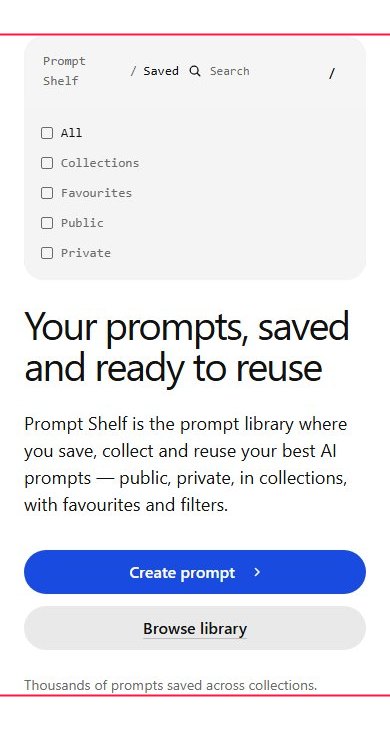 Prompt
Shelf
/ Saved Search /
All
Collections
Favourites
Public
Private
Your prompts, saved
and ready to reuse
Prompt Shelf is the prompt library where
you save, collect and reuse your best AI
prompts — public, private, in collections,
with favourites and filters.
Create prompt
Browse library
Thousands of prompts saved across collections.